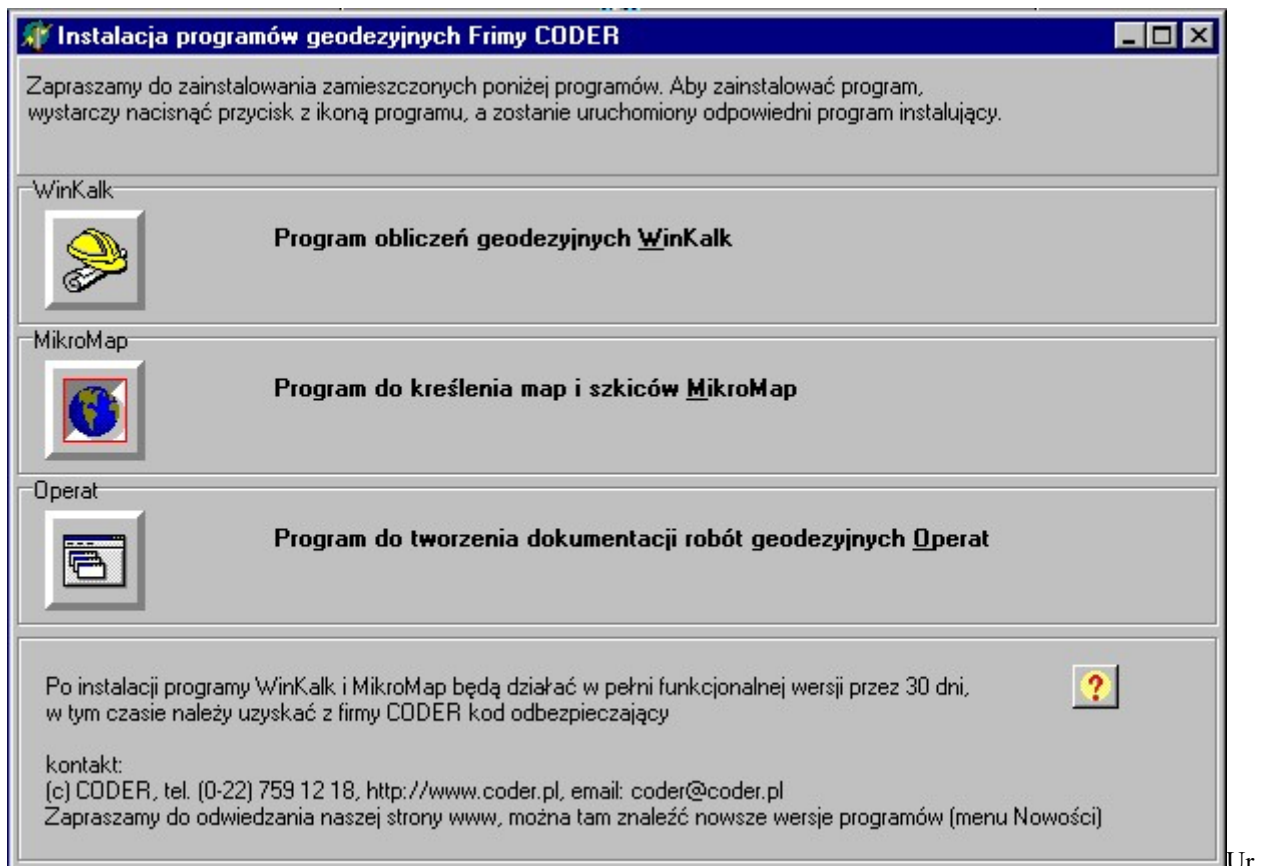 Instalacja programów geodezyjnych Frimy CODER
Zapraszamy do zainstalowania zamieszczonych poniżej programów. Aby zainstalować program,
wystarczy nacisnąć przycisk z ikoną programu, a zostanie uruchomiony odpowiedni program instalujący.
WinKalk
Program obliczeń geodezyjnych WinKalk
MikroMap
Program do kreślenia map i szkiców MikroMap
Operat
Program do tworzenia dokumentacji robót geodezyjnych Operat
Po instalacji programy WinKalk i MikroMap będą działać w pełni funkcjonalnej wersji przez 30 dni,
w tym czasie należy uzyskać z firmy CODER kod odbezpieczający
?
kontakt:
(c) CODER, tel. (0-22) 759 12 18, http://www.coder.pl, email: coder@coder.pl
Zapraszamy do odwiedzania naszej strony www, można tam znaleźć nowsze wersje programów (menu Nowości)
Ur